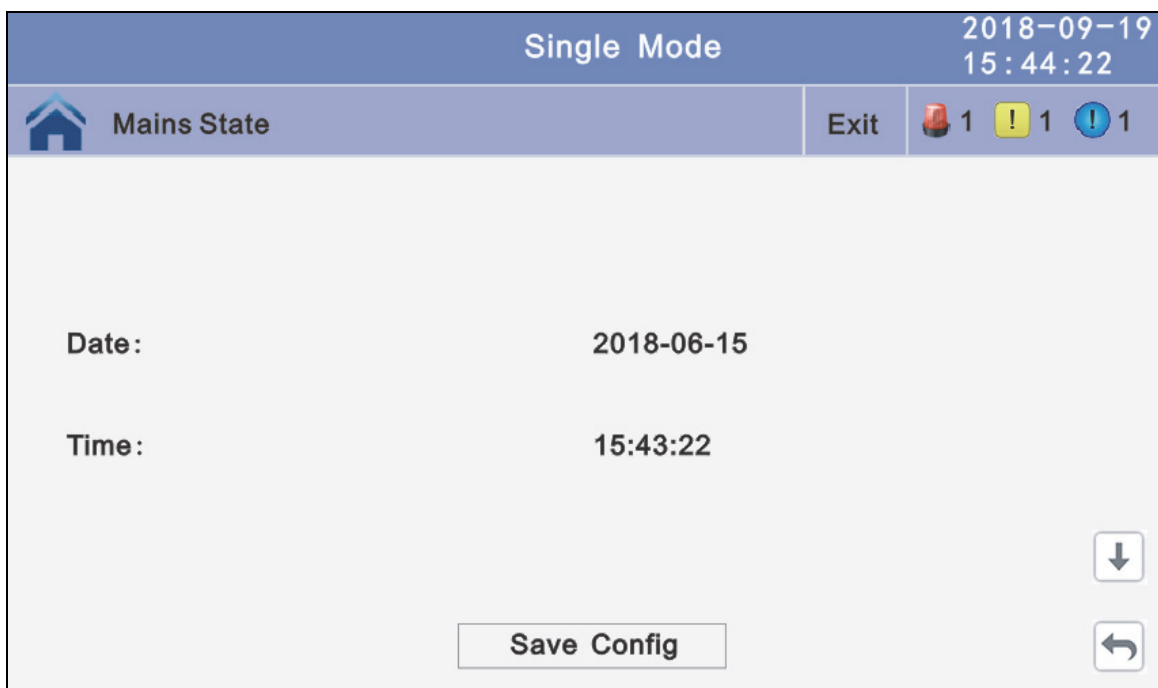 Single Mode
2018-09-19
15:44:22
Mains State
Exit
1 ! 1 ! 1
Date: 2018-06-15
Time: 15:43:22
Save Config